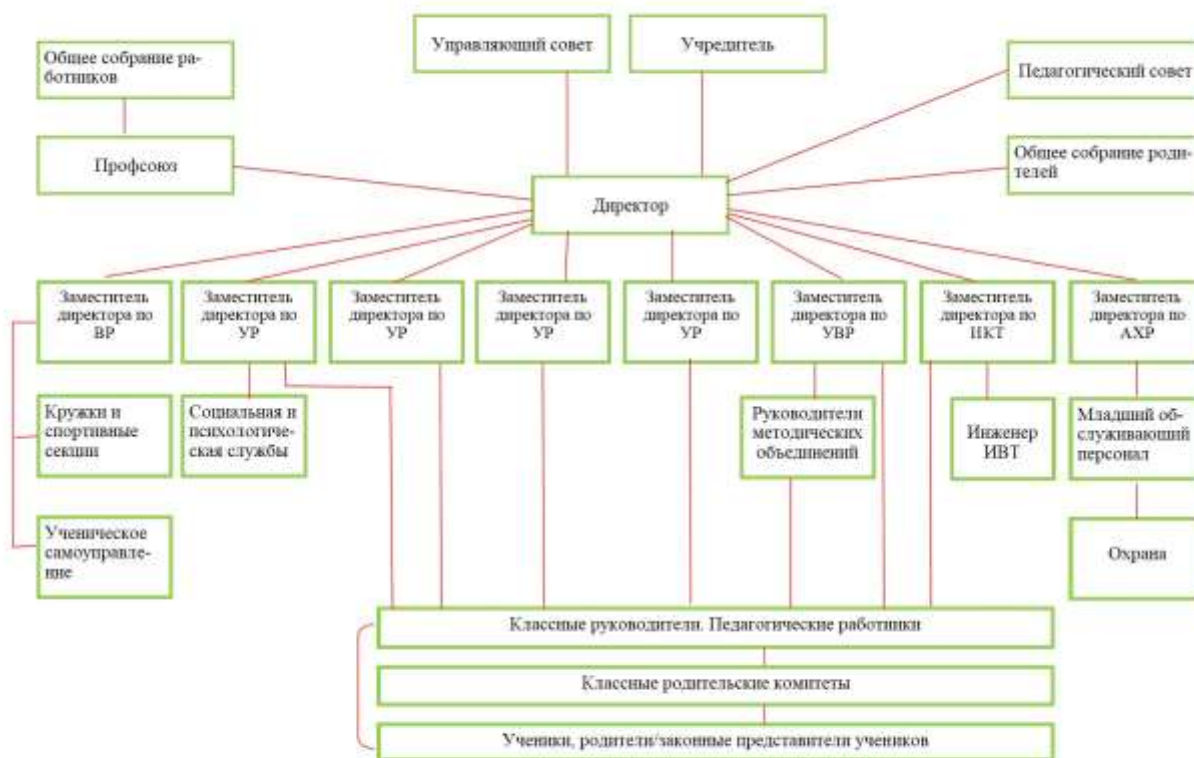 Управляющий совет
Учредитель
Общее собрание ра-
ботников
Педагогический совет
Профсоюз
Общее собрание роди-
телей
Директор
Заместитель
директора по
ВР
Заместитель
директора по
УР
Заместитель
директора по
УР
Заместитель
директора по
УР
Заместитель
директора по
УР
Заместитель
директора по
УВР
Заместитель
директора по
ИКТ
Заместитель
директора по
АХР
Кружки и
спортивные
секции
Социальная и
психологиче-
ская службы
Руководители
методических
объединений
Инженер
ИВТ
Младший об-
служивающий
персонал
Ученическое
самоуправле-
ние
Охрана
Классные руководители. Педагогические работники
Классные родительские комитеты
Ученики, родители/законные представители учеников